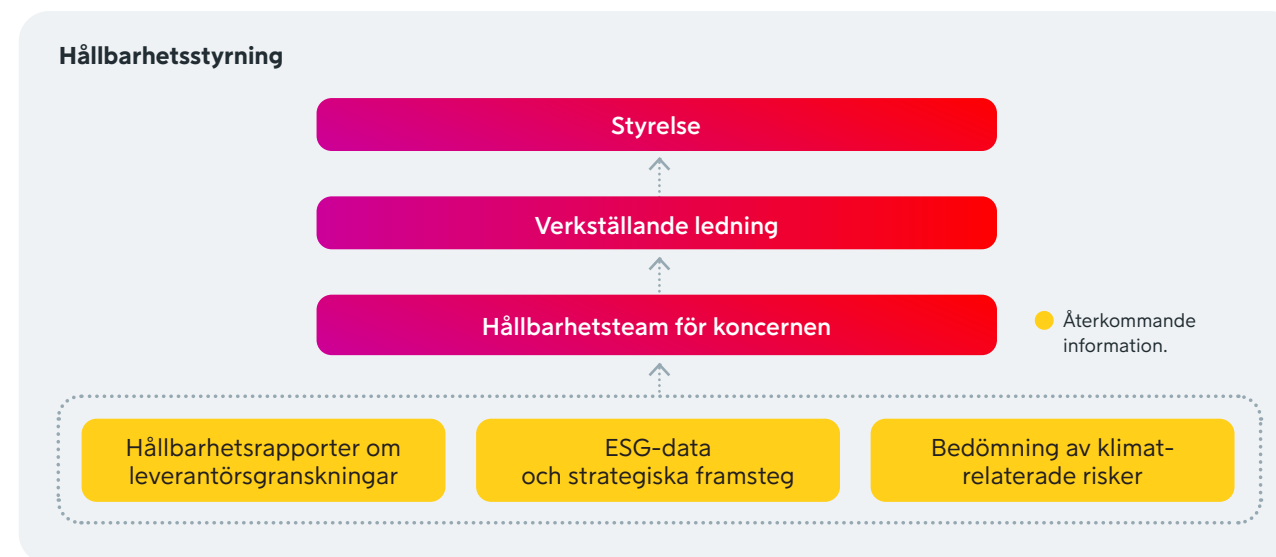 Hållbarhetsstyrning
Styrelse
Verkställande ledning
Hållbarhetsteam för koncernen
Återkommande
information.
Hållbarhetsrapporter om
leverantörsgranskningar
ESG-data
och strategiska framsteg
Bedömning av klimat-
relaterade risker